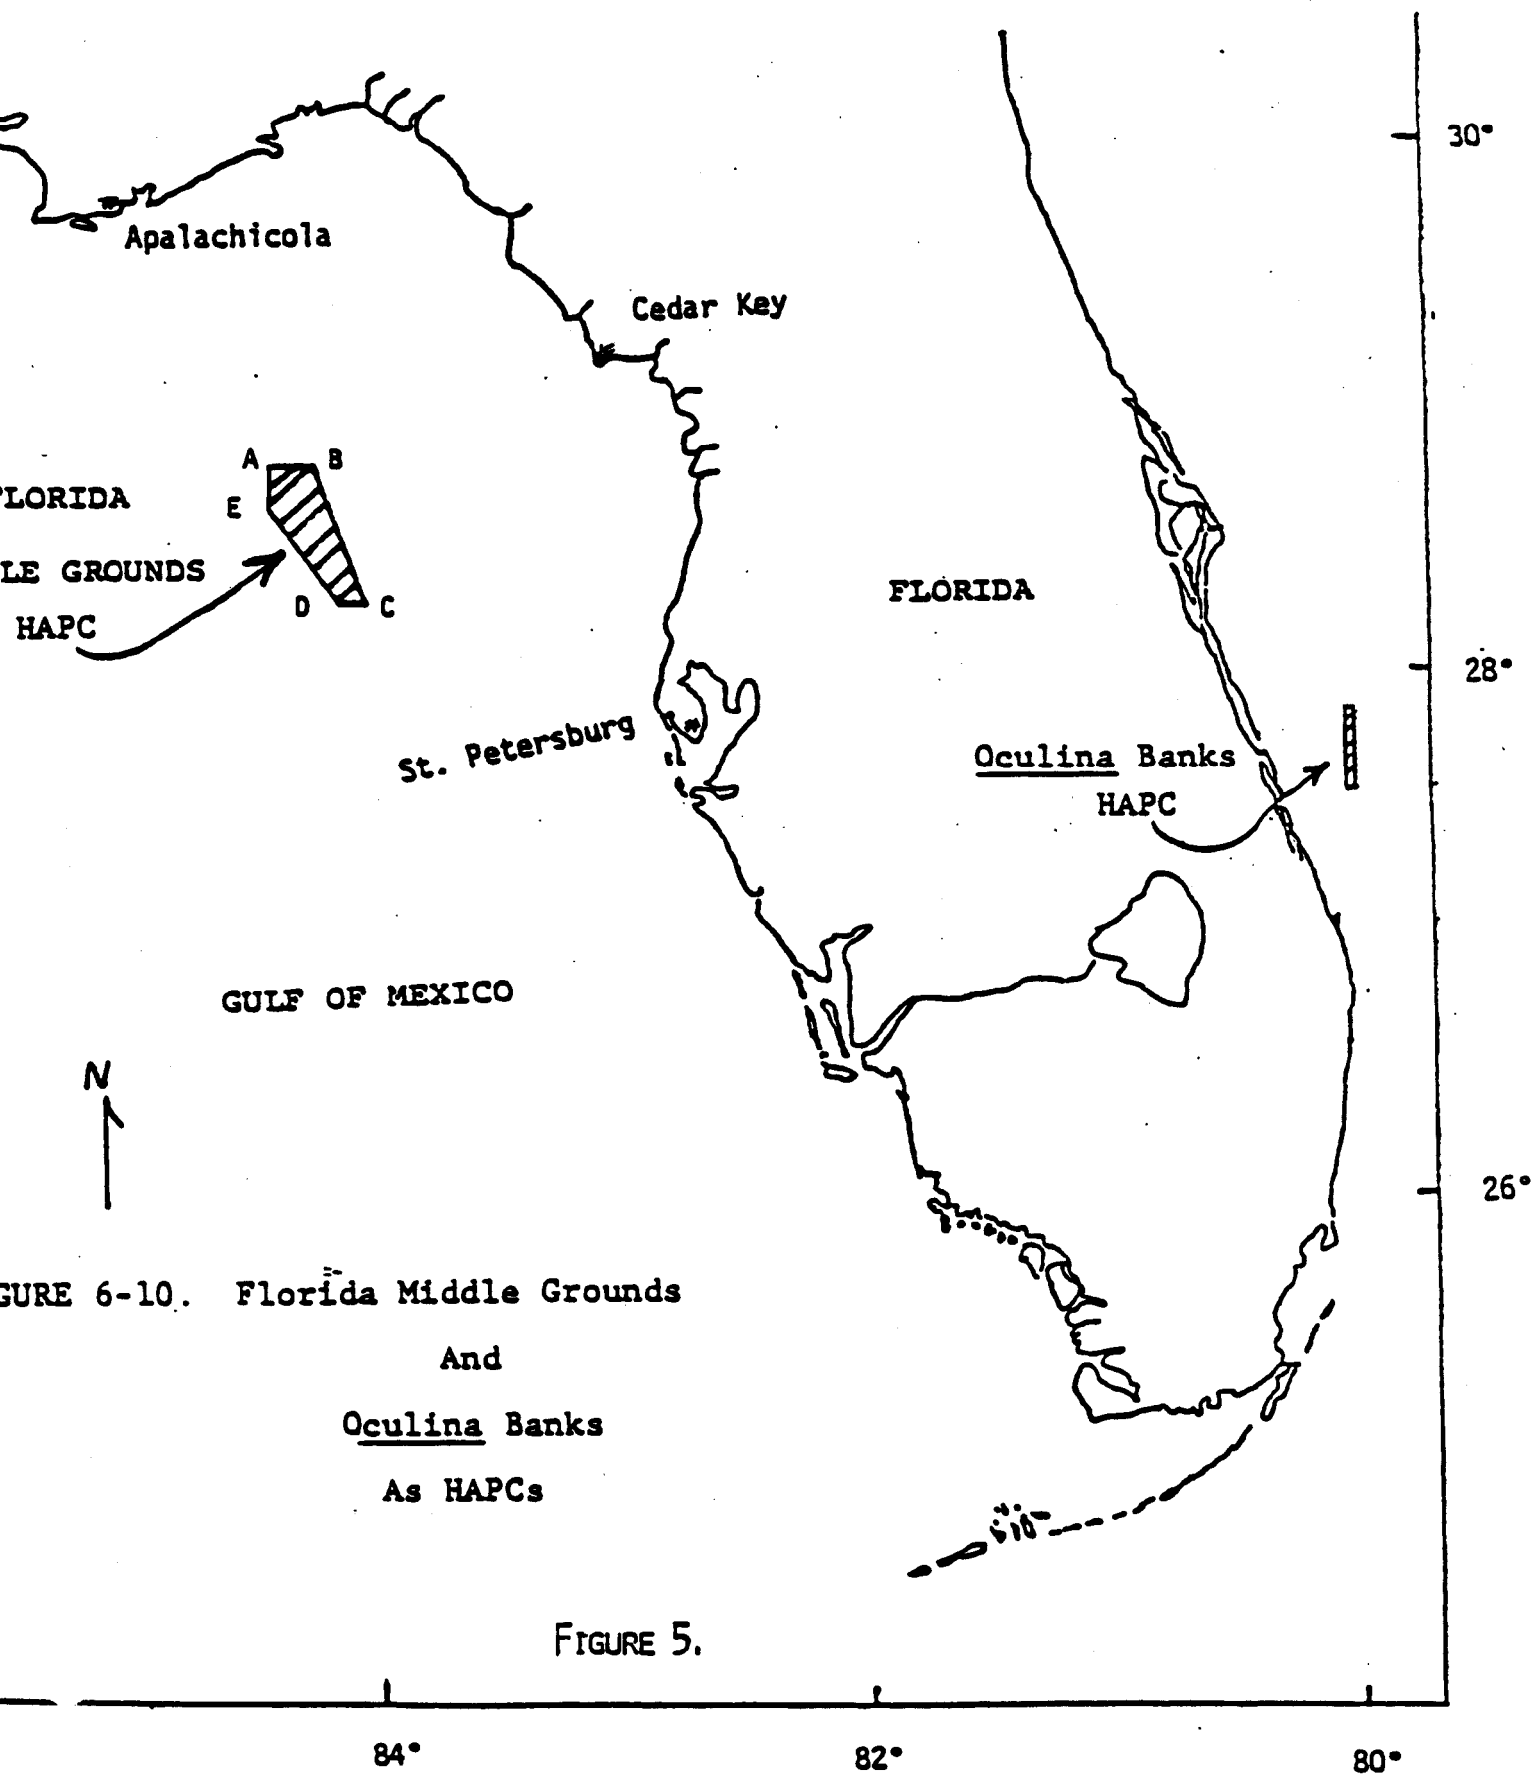 30°
Apalachicola
Cedar Key
A
B
FLORIDA
E
LE GROUNDS
D
C
HAPC
FLORIDA
28°
St. Petersburg
Oculina Banks
HAPC
GULF OF MEXICO
N
26°
GURE 6-10. Florida Middle Grounds
And
Oculina Banks
As HAPCs
FIGURE 5.
84°
82°
80°